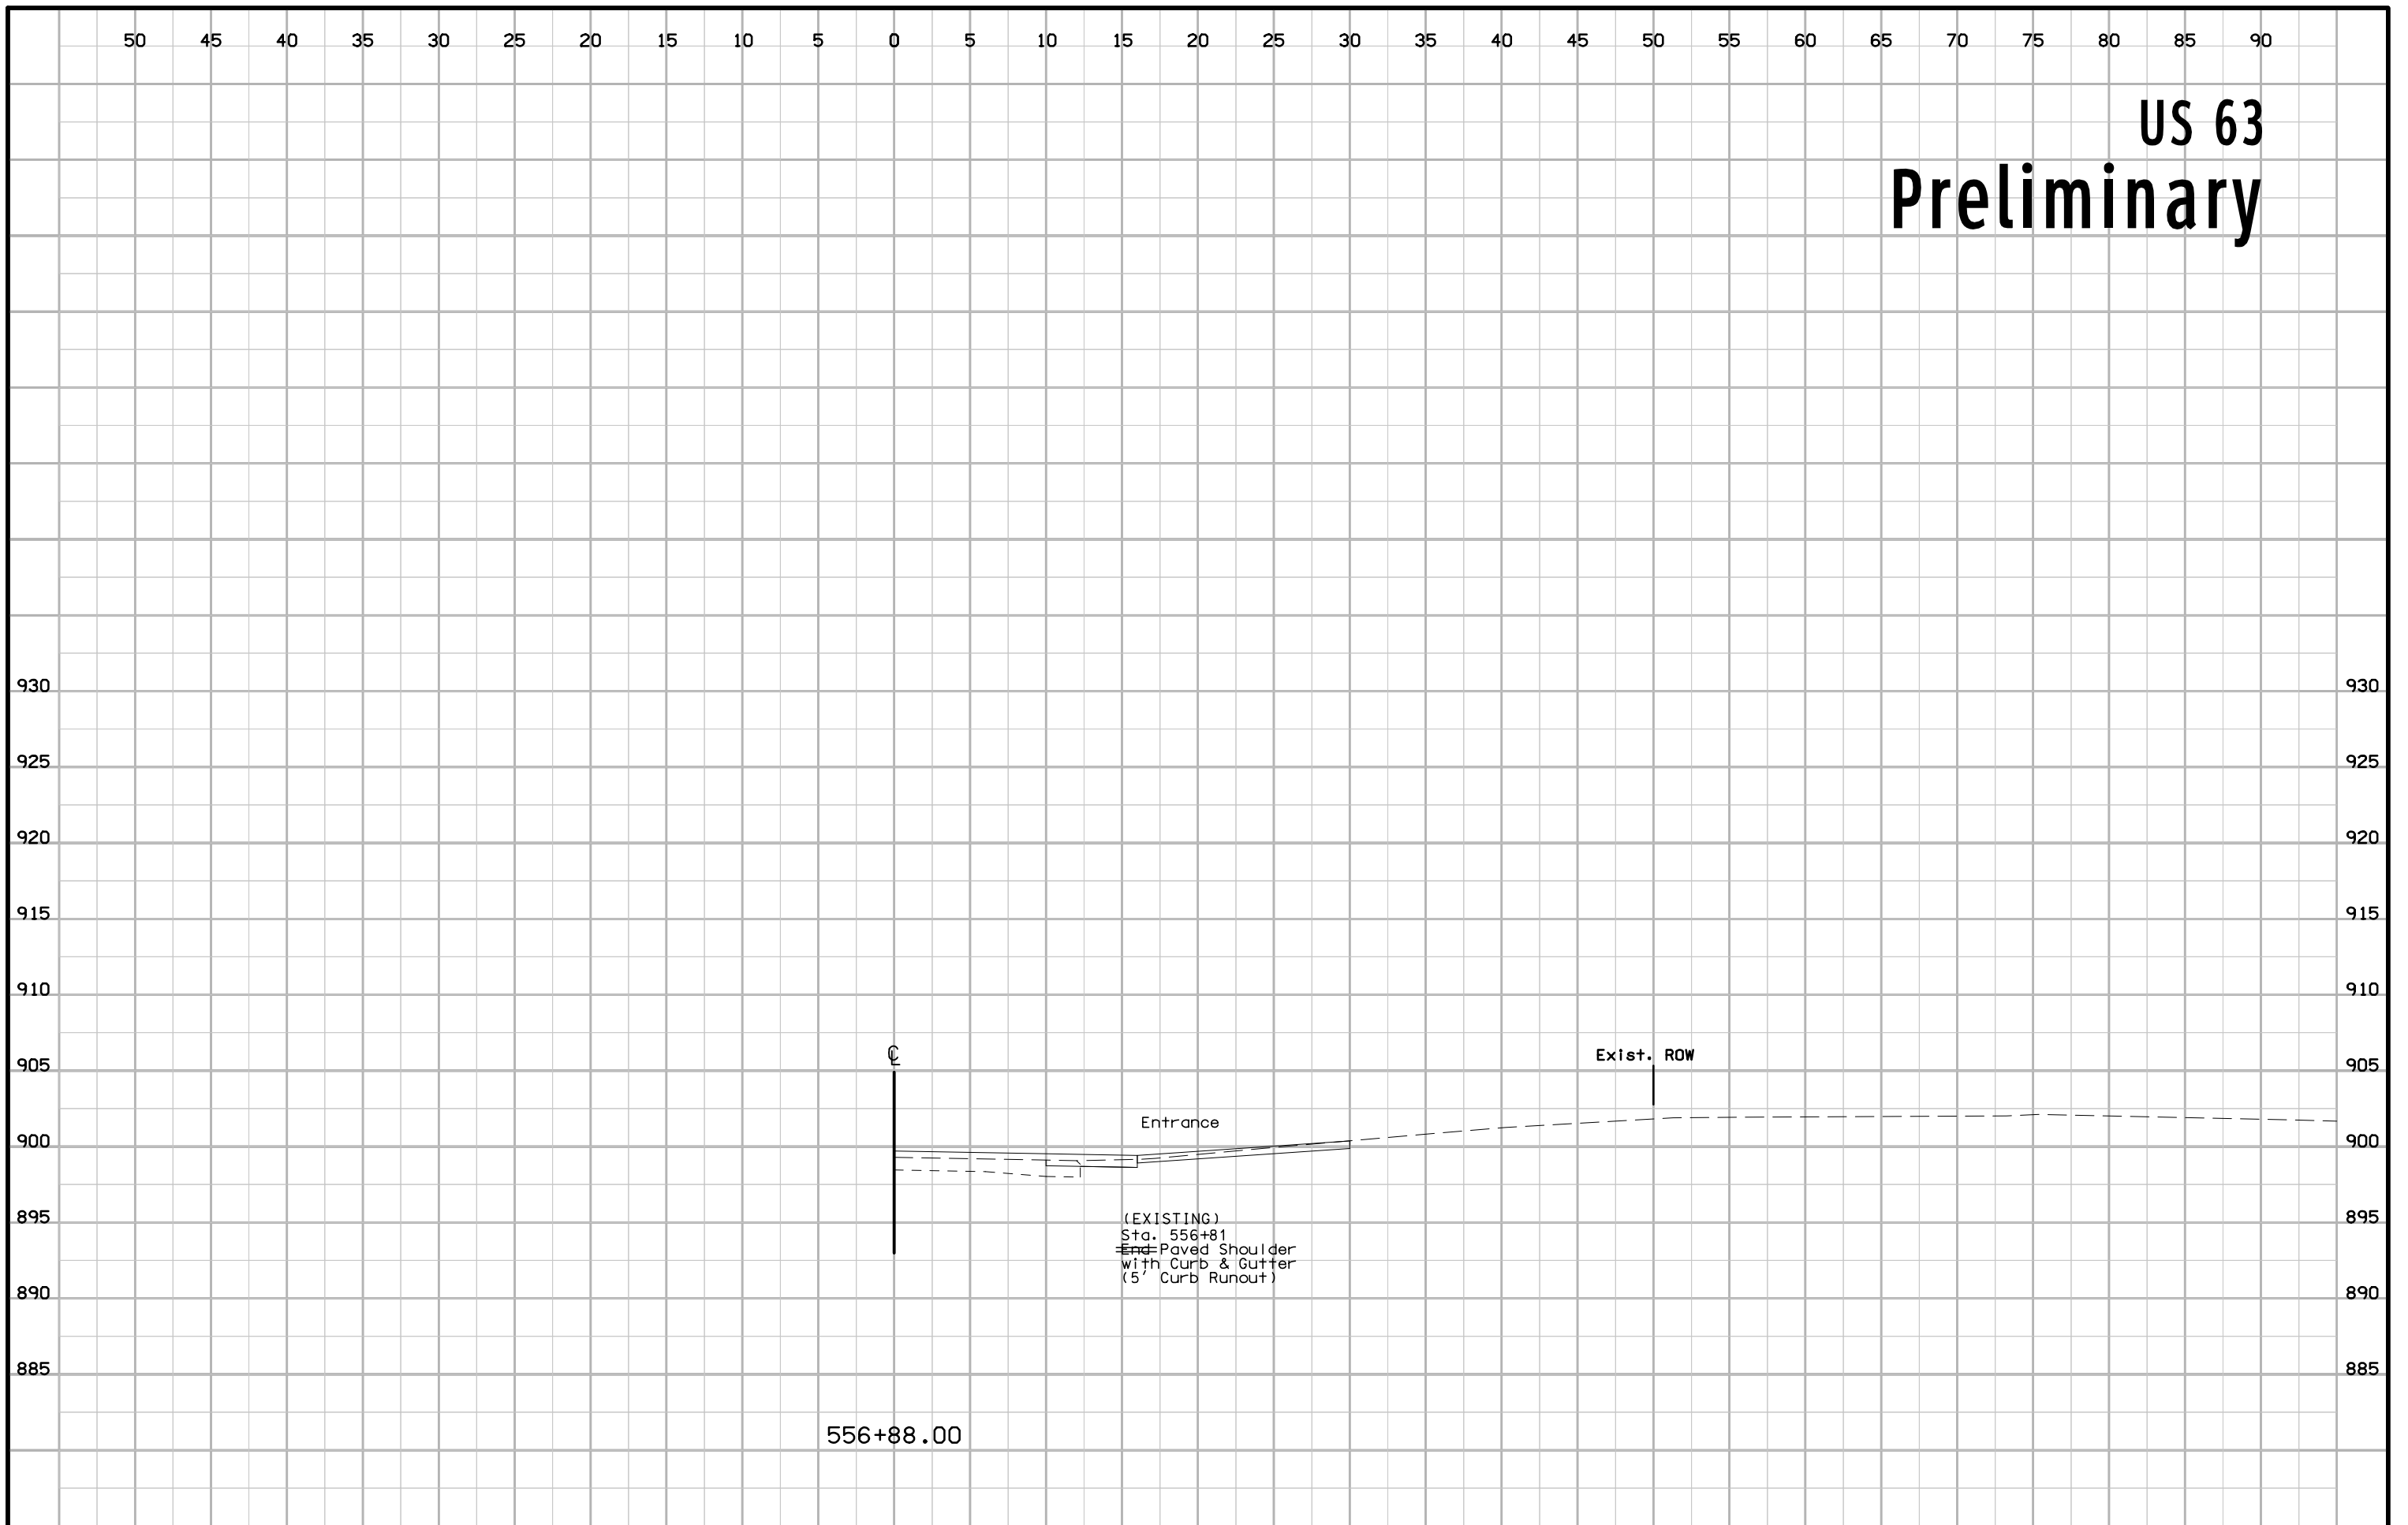 50 45 40 35 30 25 20 15 10 5 0 5 10 15 20 25 30 35 40 45 50 55 60 65 70 75 80 85 90
US 63
Preliminary
930 930
925 925
920 920
915 915
910 910
905 905
℄
Exist. ROW
Entrance
900 900
895 895
(EXISTING)
Sta. 556+81
End Paved Shoulder
with Curb & Gutter
(5' Curb Runout)
890 890
885 885
556+88.00